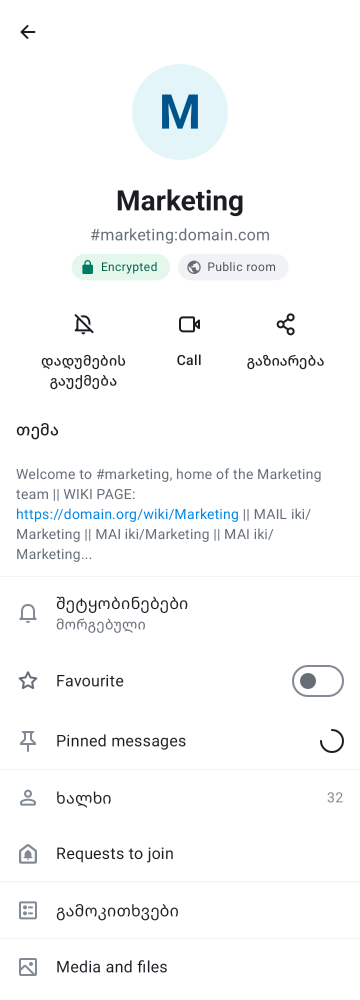 M
Marketing
#marketing:domain.com
Encrypted
Public room
დადუმების
გაუქმება
Call
გაზიარება
თემა
Welcome to #marketing, home of the Marketing
team || WIKI PAGE:
https://domain.org/wiki/Marketing || MAIL iki/
Marketing || MAI iki/Marketing || MAI iki/
Marketing...
შეტყობინებები
მორგებული
Favourite
Pinned messages
ხალხი
32
Requests to join
გამოკითხვები
Media and files